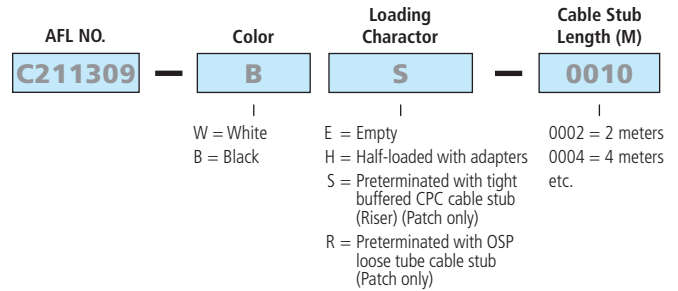 AFL NO.
Color
Loading
Charactor
Cable Stub
Length (M)
C211309 – B S – 0010
W = White
B = Black
E = Empty
H = Half-loaded with adapters
S = Preterminated with tight
buffered CPC cable stub
(Riser) (Patch only)
R = Preterminated with OSP
loose tube cable stub
(Patch only)
0002 = 2 meters
0004 = 4 meters
etc.